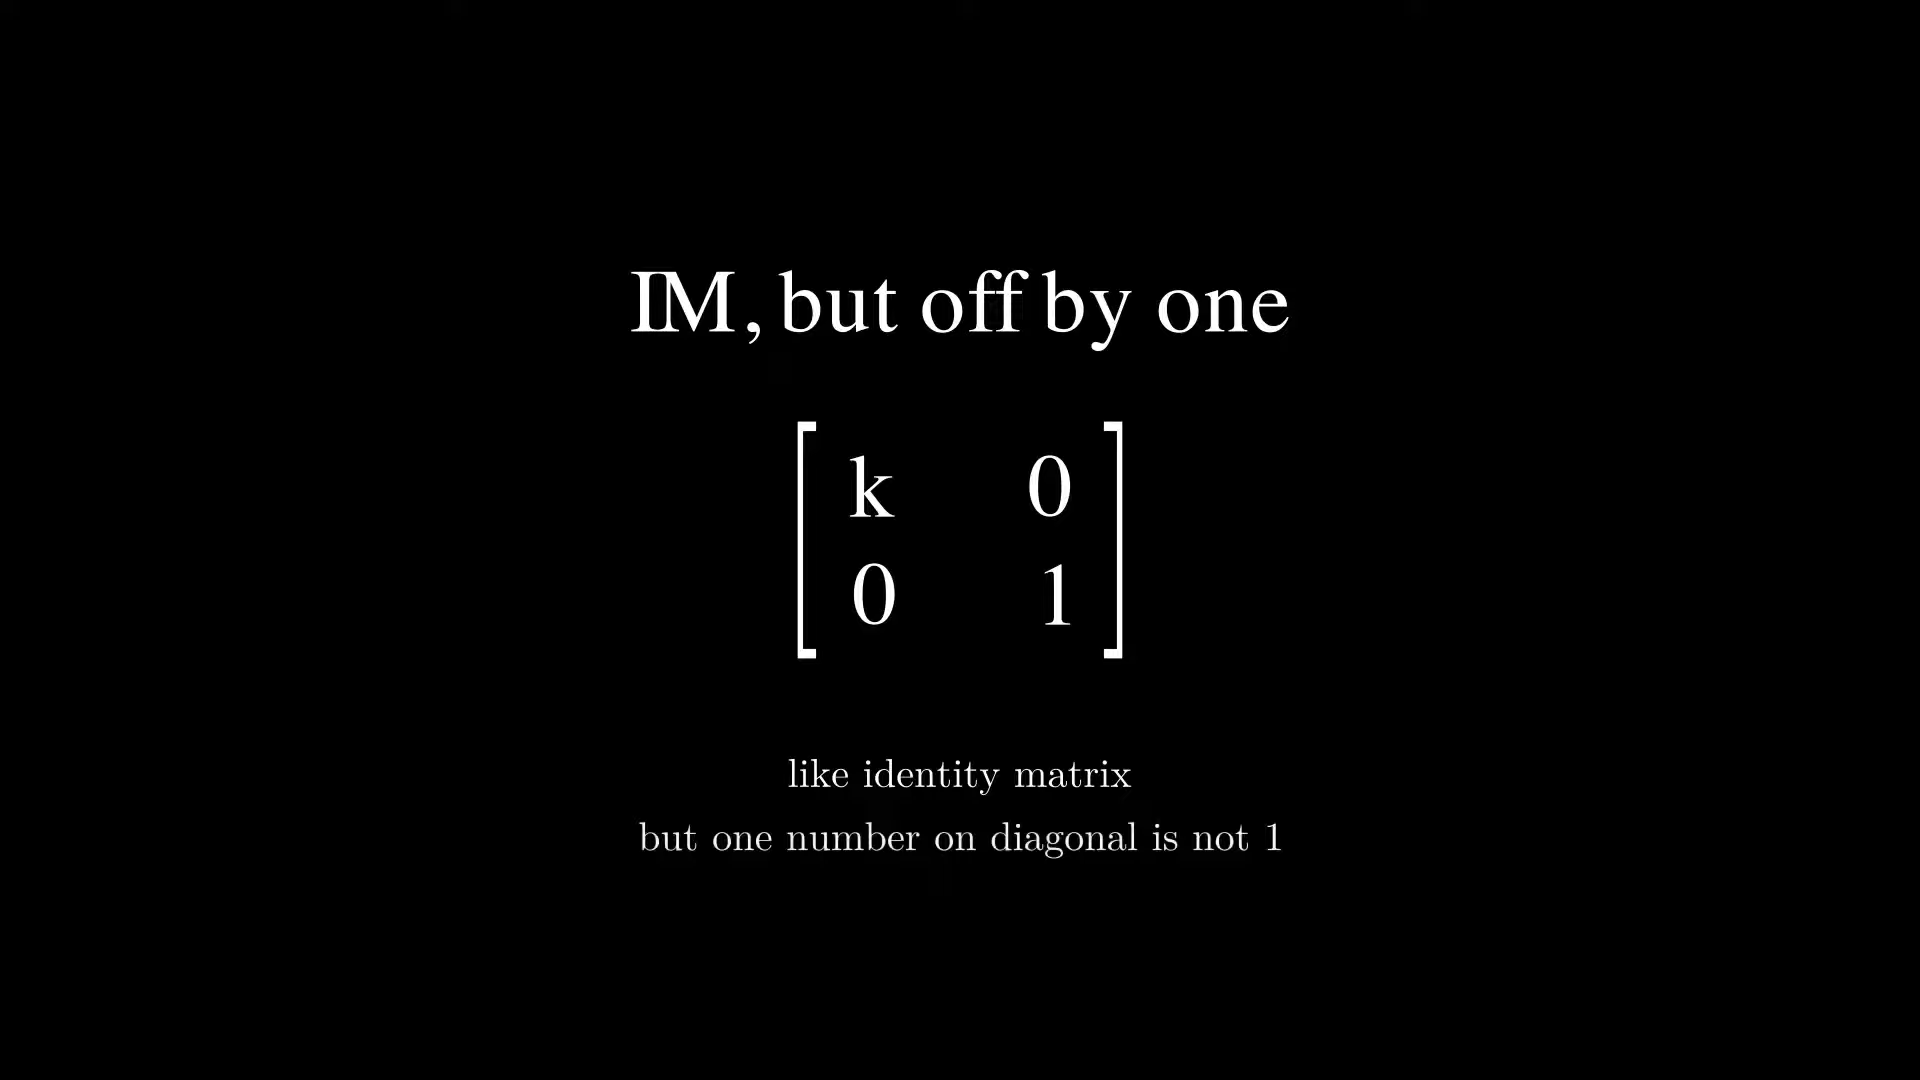 IM, but off by one
k 0
0 1
like identity matrix
but one number on diagonal is not 1